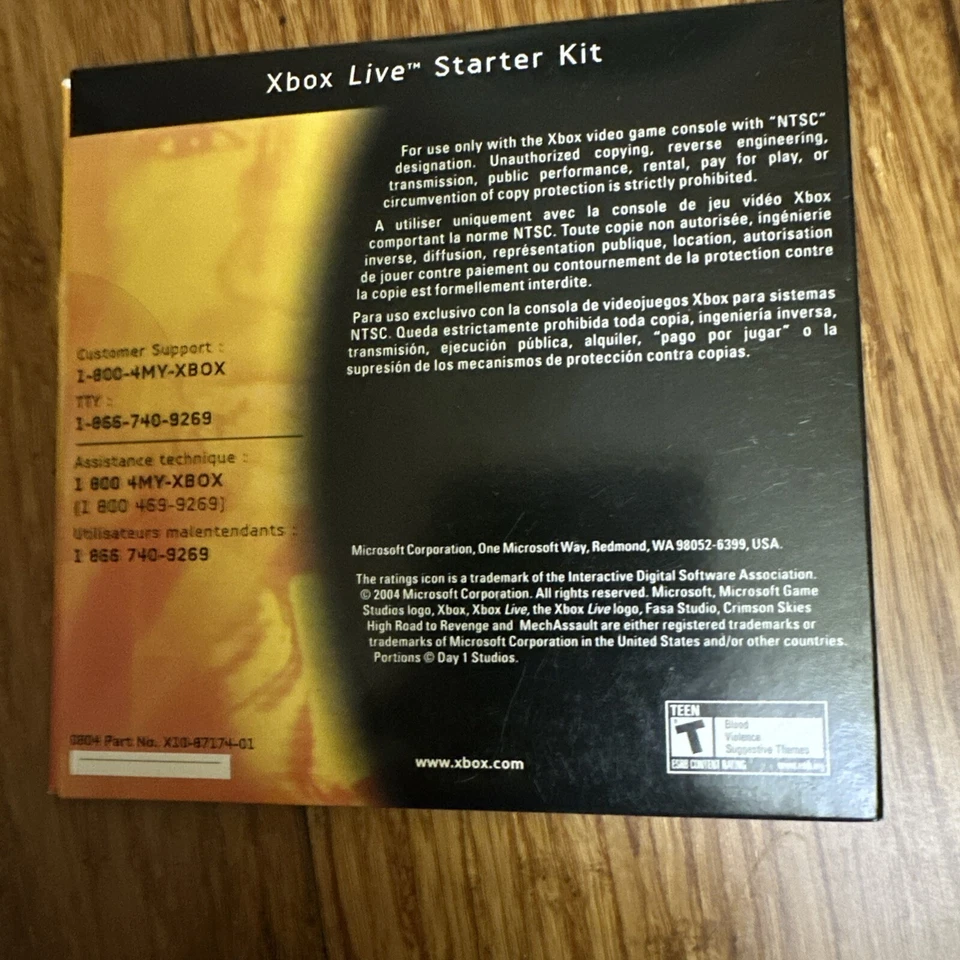 Xbox Live™ Starter Kit
For use only with the Xbox video game console with "NTSC"
designation. Unauthorized copying, reverse engineering,
transmission, public performance, rental, pay for play, or
circumvention of copy protection is strictly prohibited.
A utiliser uniquement avec la console de jeu vidéo Xbox
comportant la norme NTSC. Toute copie non autorisée, ingénierie
inverse, diffusion, représentation publique, location, autorisation
de jouer contre paiement ou contournement de la protection contre
la copie est formellement interdite.
Para uso exclusivo con la consola de videojuegos Xbox para sistemas
NTSC. Queda estrictamente prohibida toda copia, ingeniería inversa,
transmisión, ejecución pública, alquiler, "pago por jugar" o la
supresión de los mecanismos de protección contra copias.
Customer Support :
1-800-4MY-XBOX
TTY :
1-866-740-9269
Assistance technique :
1 800 4MY-XBOX
(1 800 469-9269)
Utilisateurs malentendants :
1 866 740-9269
Microsoft Corporation, One Microsoft Way, Redmond, WA 98052-6399, USA.
The ratings icon is a trademark of the Interactive Digital Software Association.
© 2004 Microsoft Corporation. All rights reserved. Microsoft, Microsoft Game
Studios logo, Xbox, Xbox Live, the Xbox Live logo, Fasa Studio, Crimson Skies
High Road to Revenge and MechAssault are either registered trademarks or
trademarks of Microsoft Corporation in the United States and/or other countries.
Portions © Day 1 Studios.
0804 Part No. X10-87174-01
www.xbox.com
TEEN
T
Blood
Violence
Suggestive Themes
ESRB CONTENT RATING www.esrb.org